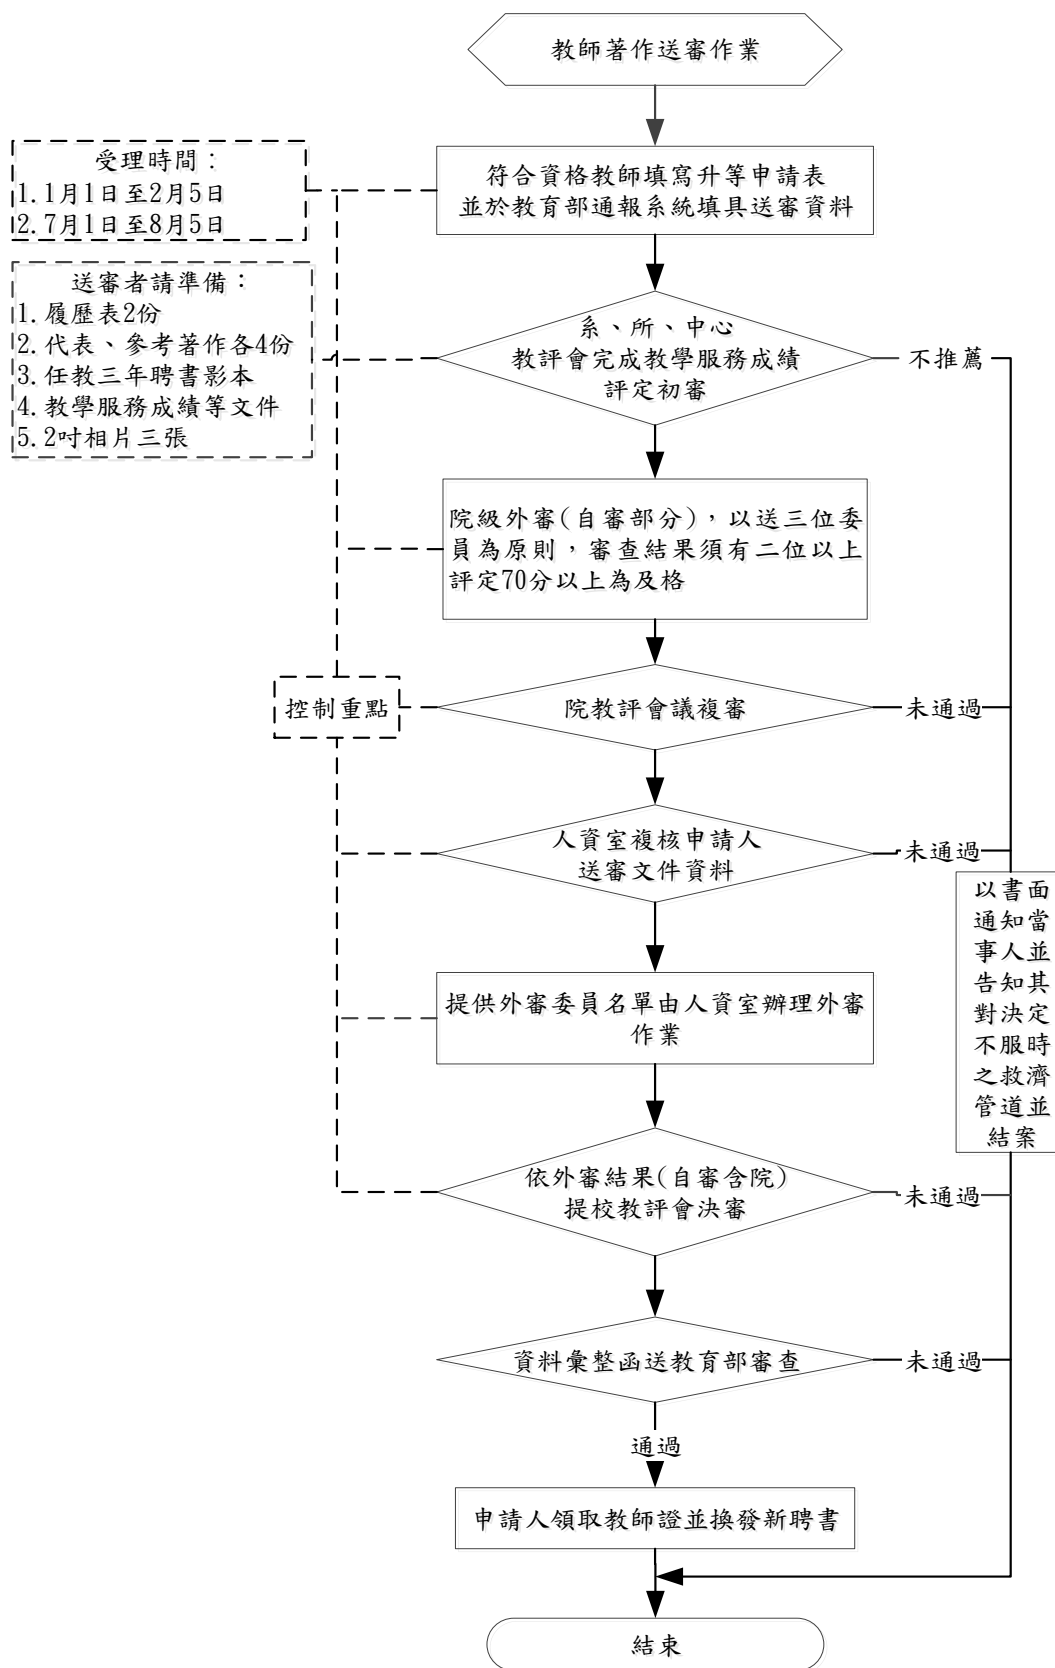 教師著作送審作業
受理時間：
1.1月1日至2月5日
2.7月1日至8月5日
符合資格教師填寫升等申請表
並於教育部通報系統填具送審資料
送審者請準備：
1.履歷表2份
2.代表、參考著作各4份
3.任教三年聘書影本
4.教學服務成績等文件
5.2吋相片三張
系、所、中心
教評會完成教學服務成績
評定初審
不推薦
院級外審(自審部分)，以送三位委
員為原則，審查結果須有二位以上
評定70分以上為及格
控制重點
院教評會議複審
未通過
人資室複核申請人
送審文件資料
未通過
以書面
通知當
事人並
告知其
對決定
不服時
之救濟
管道並
結案
提供外審委員名單由人資室辦理外審
作業
依外審結果(自審含院)
提校教評會決審
未通過
資料彙整函送教育部審查
未通過
通過
申請人領取教師證並換發新聘書
結束